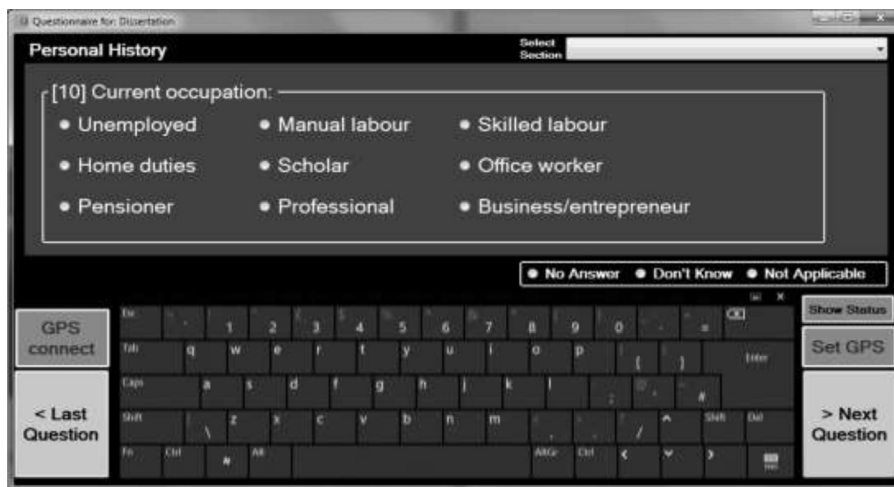 Questionnaire for: Dissertation
Personal History
Select
Section
[10] Current occupation:
Unemployed Manual labour Skilled labour
Home duties Scholar Office worker
Pensioner Professional Business/entrepreneur
No Answer Don't Know Not Applicable
GPS
connect
Show Status
Set GPS
1 2 3 4 5 6 7 8 9 0 - =
Tab q w e r t y u i o p [ ] Enter
Caps a s d f g h j k l ; #
Shift \ z x c v b n m / ^ Shift Del
Fn Ctrl Alt AltGr Ctrl
< Last
Question
> Next
Question